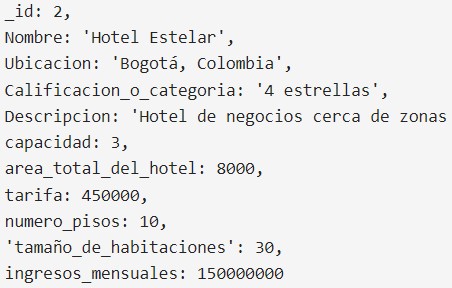 _id: 2,
Nombre: 'Hotel Estelar',
Ubicacion: 'Bogotá, Colombia',
Calificacion_o_categoria: '4 estrellas',
Descripcion: 'Hotel de negocios cerca de zonas
capacidad: 3,
area_total_del_hotel: 8000,
tarifa: 450000,
numero_pisos: 10,
'tamaño_de_habitaciones': 30,
ingresos_mensuales: 150000000